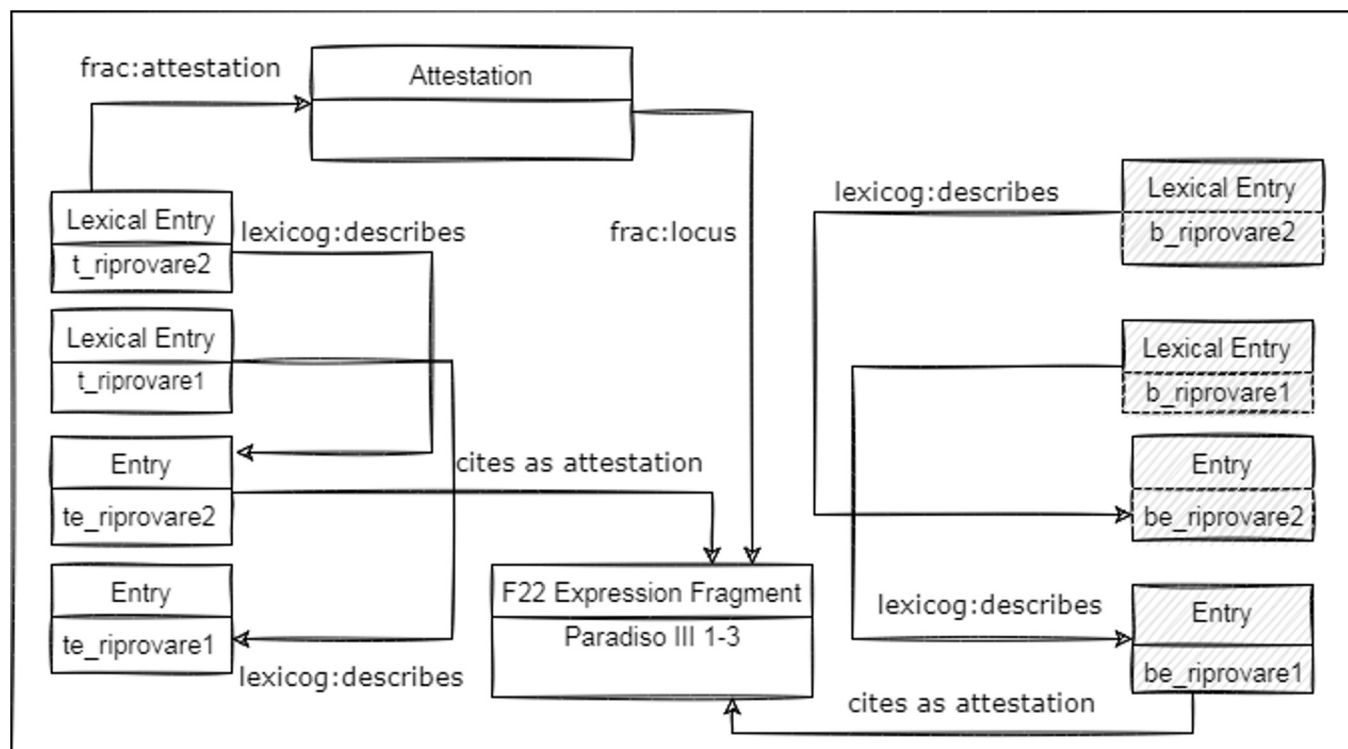 frac:attestation
Attestation
Lexical Entry
t_riprovare2
lexicog:describes
frac:locus
lexicog:describes
Lexical Entry
b_riprovare2
Lexical Entry
t_riprovare1
Lexical Entry
b_riprovare1
Entry
te_riprovare2
cites as attestation
Entry
be_riprovare2
Entry
te_riprovare1
lexicog:describes
F22 Expression Fragment
Paradiso III 1-3
lexicog:describes
Entry
be_riprovare1
cites as attestation